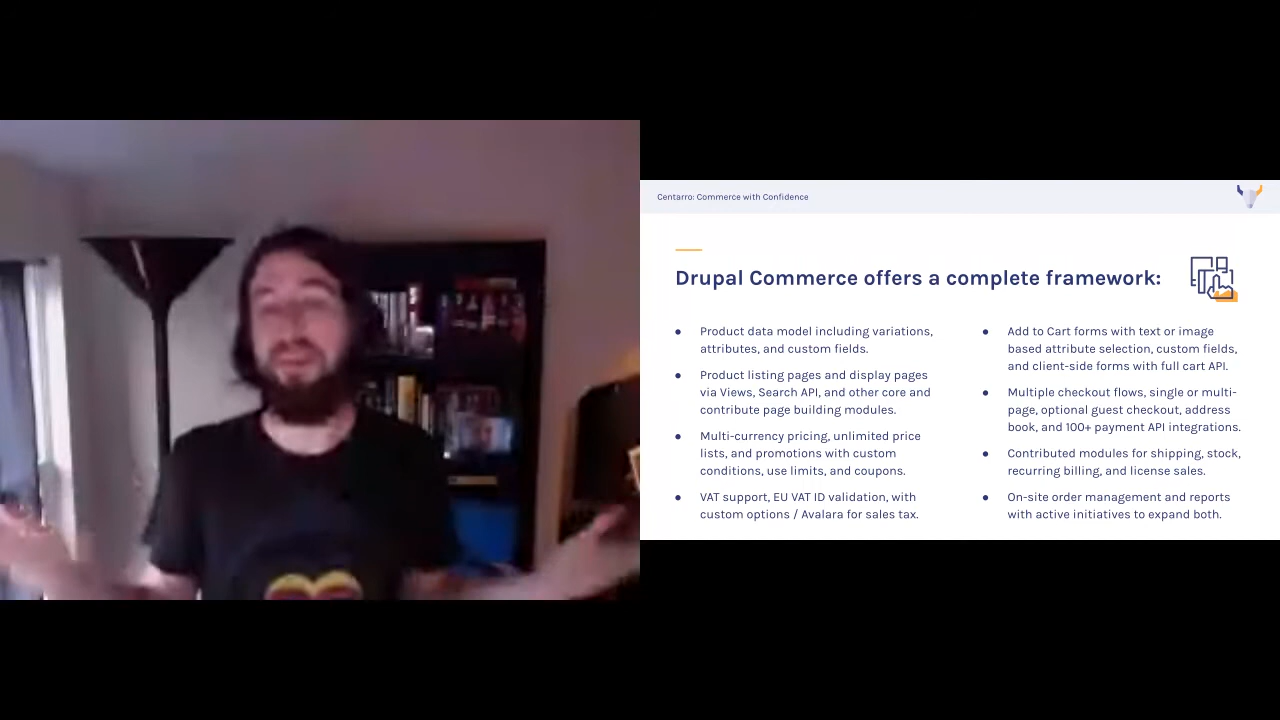 Centarro: Commerce with Confidence
Drupal Commerce offers a complete framework:
● Product data model including variations,
attributes, and custom fields.
● Product listing pages and display pages
via Views, Search API, and other core and
contribute page building modules.
● Multi-currency pricing, unlimited price
lists, and promotions with custom
conditions, use limits, and coupons.
● VAT support, EU VAT ID validation, with
custom options / Avalara for sales tax.
● Add to Cart forms with text or image
based attribute selection, custom fields,
and client-side forms with full cart API.
● Multiple checkout flows, single or multi-
page, optional guest checkout, address
book, and 100+ payment API integrations.
● Contributed modules for shipping, stock,
recurring billing, and license sales.
● On-site order management and reports
with active initiatives to expand both.